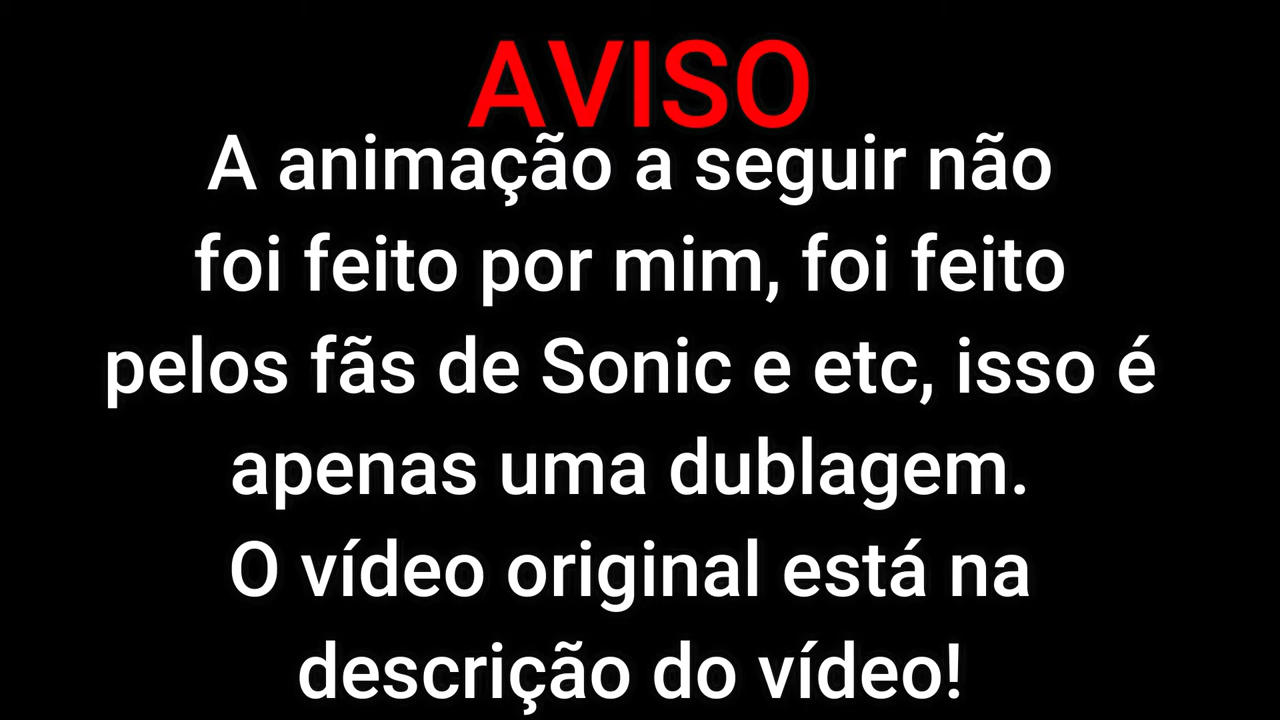 AVISO
A animação a seguir não
foi feito por mim, foi feito
pelos fãs de Sonic e etc, isso é
apenas uma dublagem.
O vídeo original está na
descrição do vídeo!